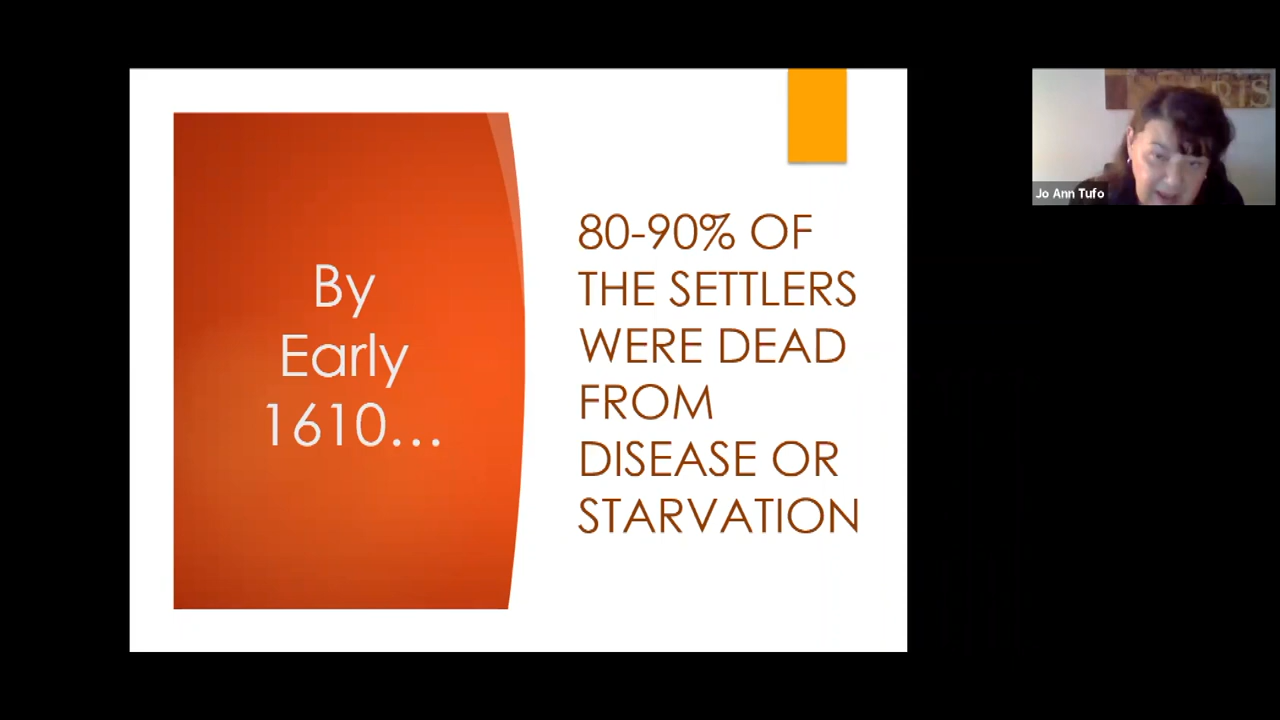 By
Early
1610...
80-90% OF
THE SETTLERS
WERE DEAD
FROM
DISEASE OR
STARVATION
Jo Ann Tufo